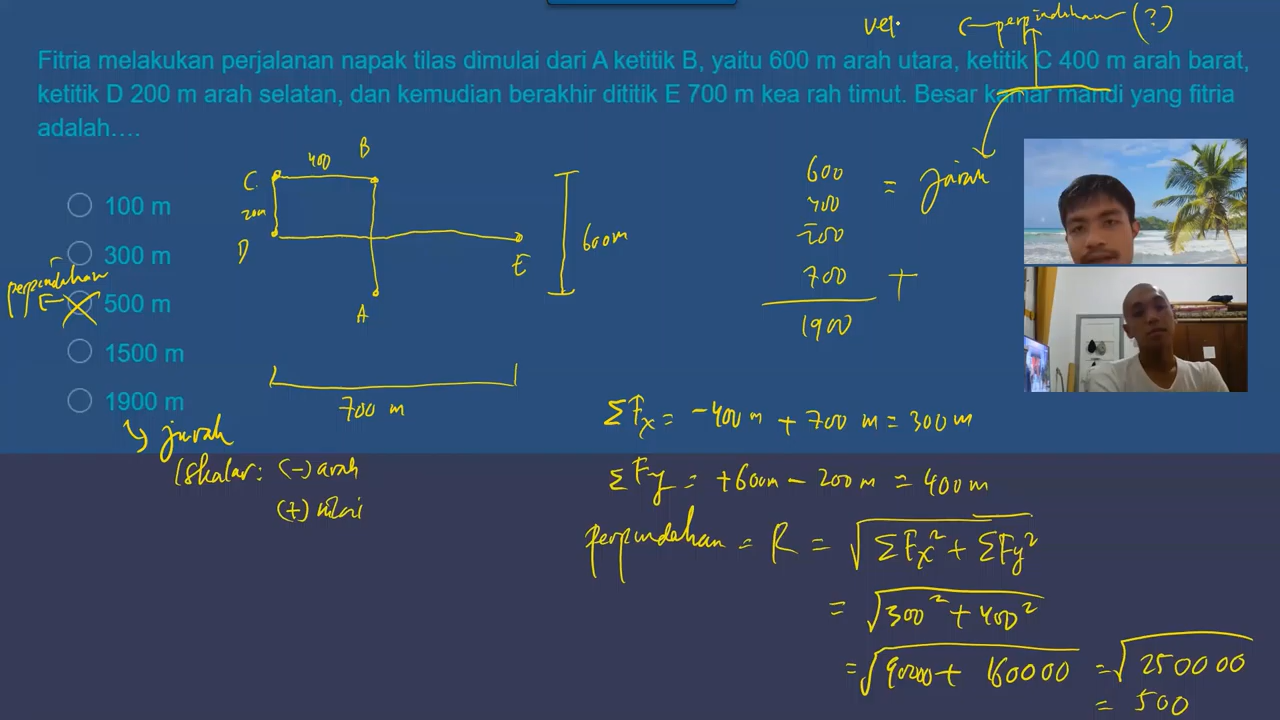 vek
perpindahan (?)
Fitria melakukan perjalanan napak tilas dimulai dari A ketitik B, yaitu 600 m arah utara, ketitik C 400 m arah barat,
ketitik D 200 m arah selatan, dan kemudian berakhir dititik E 700 m kea rah timut. Besar kamar mandi yang fitria
adalah....
100 m
300 m
perpindahan
500 m
1500 m
1900 m
jarak
(skalar: (-) arah
(+) nilai
400
B
C
200
D
E
A
600m
700 m
600 = jarak
400
200
700 +
1900
ΣFx = -400 m + 700 m = 300 m
ΣFy = +600m - 200 m = 400 m
perpindahan = R = √ΣFx² + ΣFy²
= √300² + 400²
= √90000 + 160000 = √250000
= 500